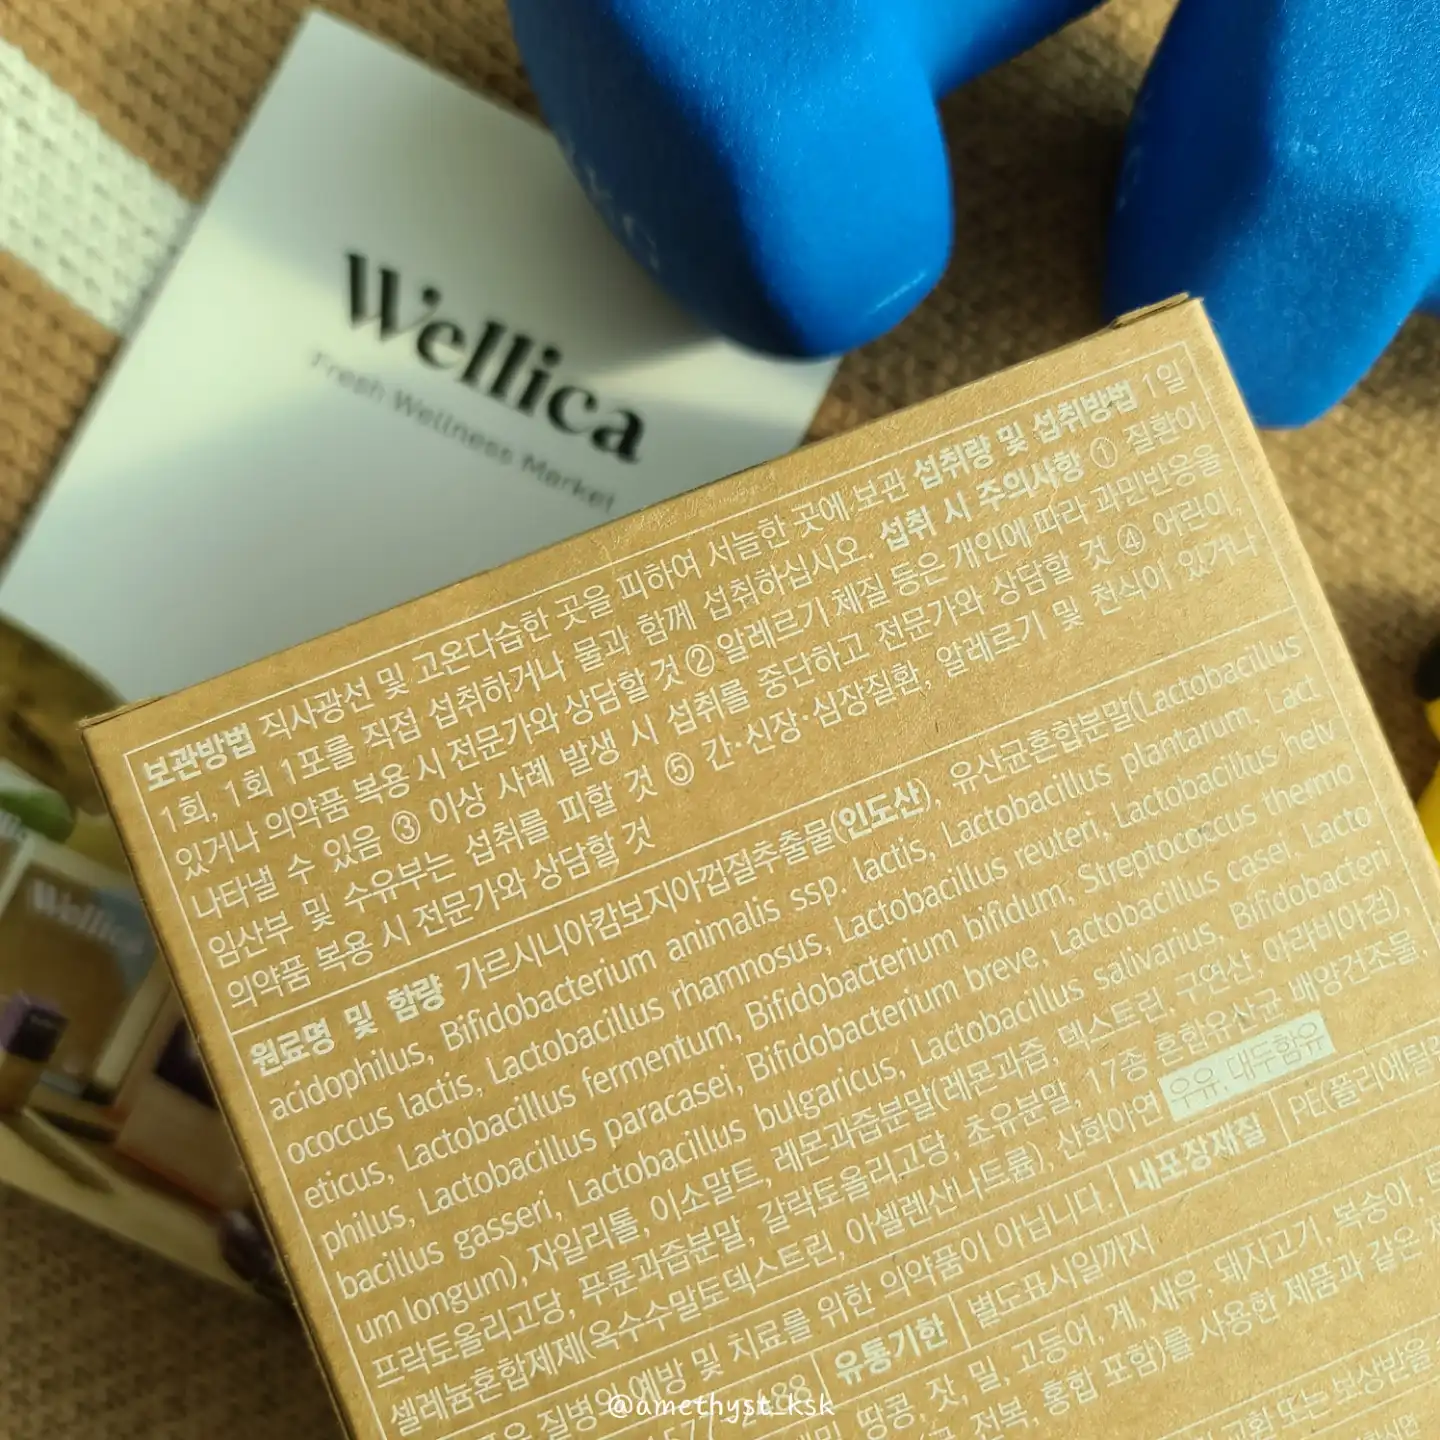 Wellica
Fresh Wellness Market
Wellica
보관방법 직사광선 및 고온다습한 곳을 피하여 서늘한 곳에 보관 섭취량 및 섭취방법 1일
1회, 1회 1포를 직접 섭취하거나 물과 함께 섭취하십시오. 섭취 시 주의사항 ① 질환이
있거나 의약품 복용 시 전문가와 상담할 것 ② 알레르기 체질 등은 개인에 따라 과민반응을
나타낼 수 있음 ③ 이상 사례 발생 시 섭취를 중단하고 전문가와 상담할 것 ④ 어린이,
임산부 및 수유부는 섭취를 피할 것 ⑤ 간·신장·심장질환, 알레르기 및 천식이 있거나
의약품 복용 시 전문가와 상담할 것
원료명 및 함량 가르시니아캄보지아껍질추출물(인도산), 유산균혼합분말(Lactobacillus
acidophilus, Bifidobacterium animalis ssp. lactis, Lactobacillus plantarum, Lact
ococcus lactis, Lactobacillus rhamnosus, Lactobacillus reuteri, Lactobacillus helv
eticus, Lactobacillus fermentum, Bifidobacterium bifidum, Streptococcus thermo
philus, Lactobacillus paracasei, Bifidobacterium breve, Lactobacillus casei, Lacto
bacillus gasseri, Lactobacillus bulgaricus, Lactobacillus salivarius, Bifidobacteri
um longum), 자일리톨, 이소말트, 레몬과즙분말(레몬과즙, 덱스트린, 구연산, 아라비아검),
프락토올리고당, 푸룬과즙분말, 갈락토올리고당, 초유분말, 17종 혼합유산균 배양건조물,
셀레늄혼합제제(옥수수말토덱스트린, 아셀렌산나트륨), 산화아연 우유, 대두함유
질병의 예방 및 치료를 위한 의약품이 아닙니다. 내포장재질 PE(폴리에틸
유통기한 별도표시일까지
땅콩, 잣, 밀, 고등어, 게, 새우, 돼지고기, 복숭아,
전복, 홍합 포함)를 사용한 제품과 같은
교환 또는 보상받을
@amethyst_ksk